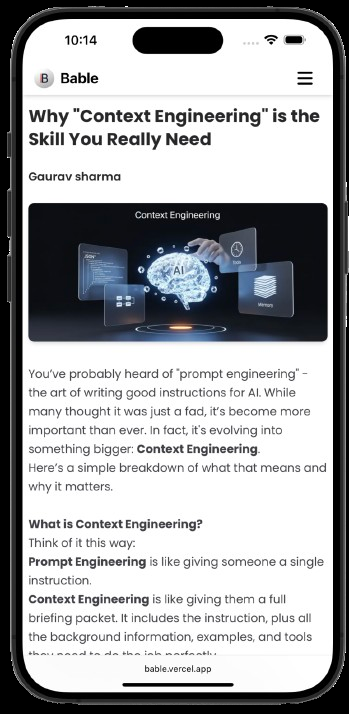 10:14
B Bable
Why "Context Engineering" is the
Skill You Really Need
Gaurav sharma
Context Engineering
AI
You've probably heard of "prompt engineering" -
the art of writing good instructions for AI. While
many thought it was just a fad, it's become more
important than ever. In fact, it's evolving into
something bigger: Context Engineering.
Here's a simple breakdown of what that means and
why it matters.
What is Context Engineering?
Think of it this way:
Prompt Engineering is like giving someone a single
instruction.
Context Engineering is like giving them a full
briefing packet. It includes the instruction, plus all
the background information, examples, and tools
they need to do the job perfectly.
bable.vercel.app